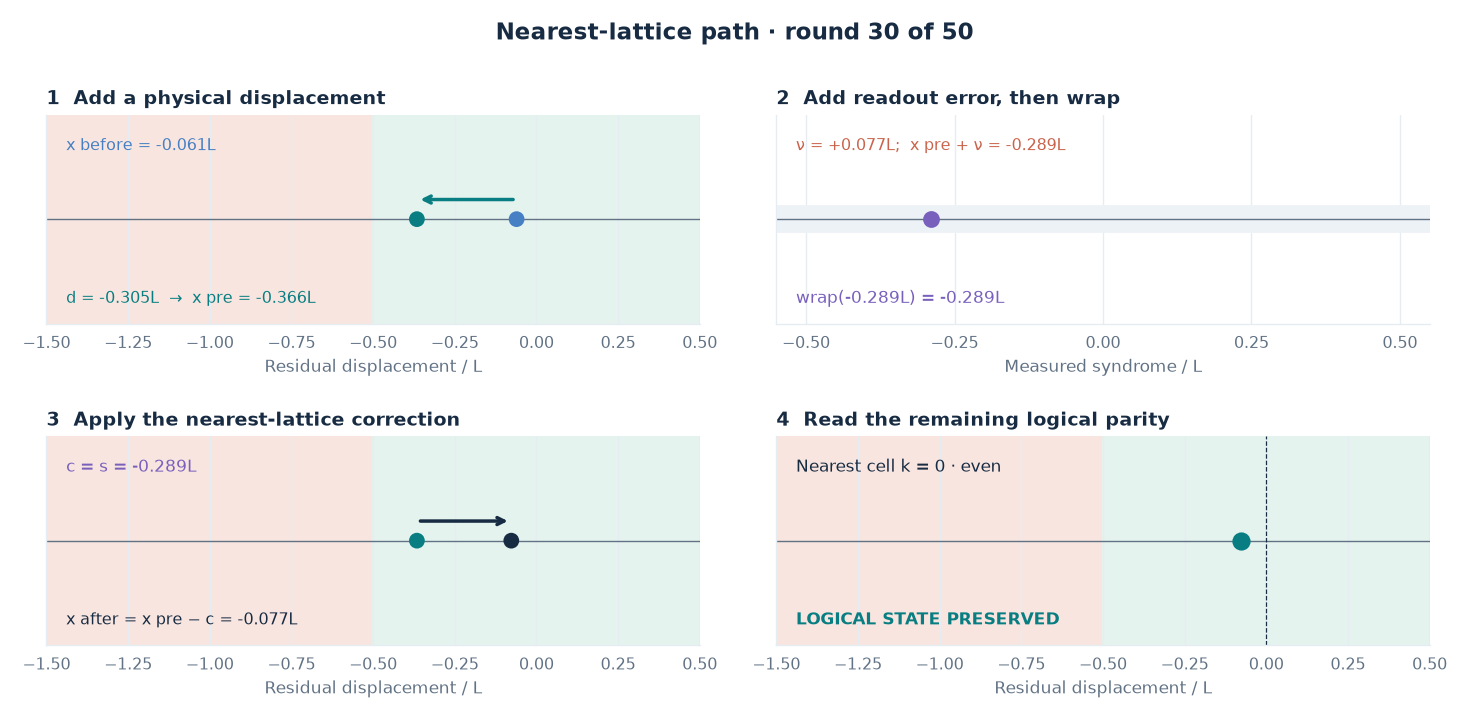 Nearest-lattice path · round 30 of 50
1 Add a physical displacement
x before = -0.061L
d = -0.305L → x pre = -0.366L
−1.50 −1.25 −1.00 −0.75 −0.50 −0.25 0.00 0.25 0.50
Residual displacement / L
2 Add readout error, then wrap
ν = +0.077L; x pre + ν = -0.289L
wrap(-0.289L) = -0.289L
−0.50 −0.25 0.00 0.25 0.50
Measured syndrome / L
3 Apply the nearest-lattice correction
c = s = -0.289L
x after = x pre − c = -0.077L
−1.50 −1.25 −1.00 −0.75 −0.50 −0.25 0.00 0.25 0.50
Residual displacement / L
4 Read the remaining logical parity
Nearest cell k = 0 · even
LOGICAL STATE PRESERVED
−1.50 −1.25 −1.00 −0.75 −0.50 −0.25 0.00 0.25 0.50
Residual displacement / L